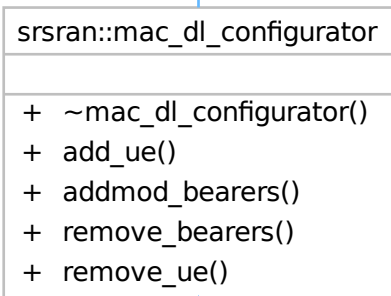 srsran::mac_dl_configurator
+ ~mac_dl_configurator()
+ add_ue()
+ addmod_bearers()
+ remove_bearers()
+ remove_ue()